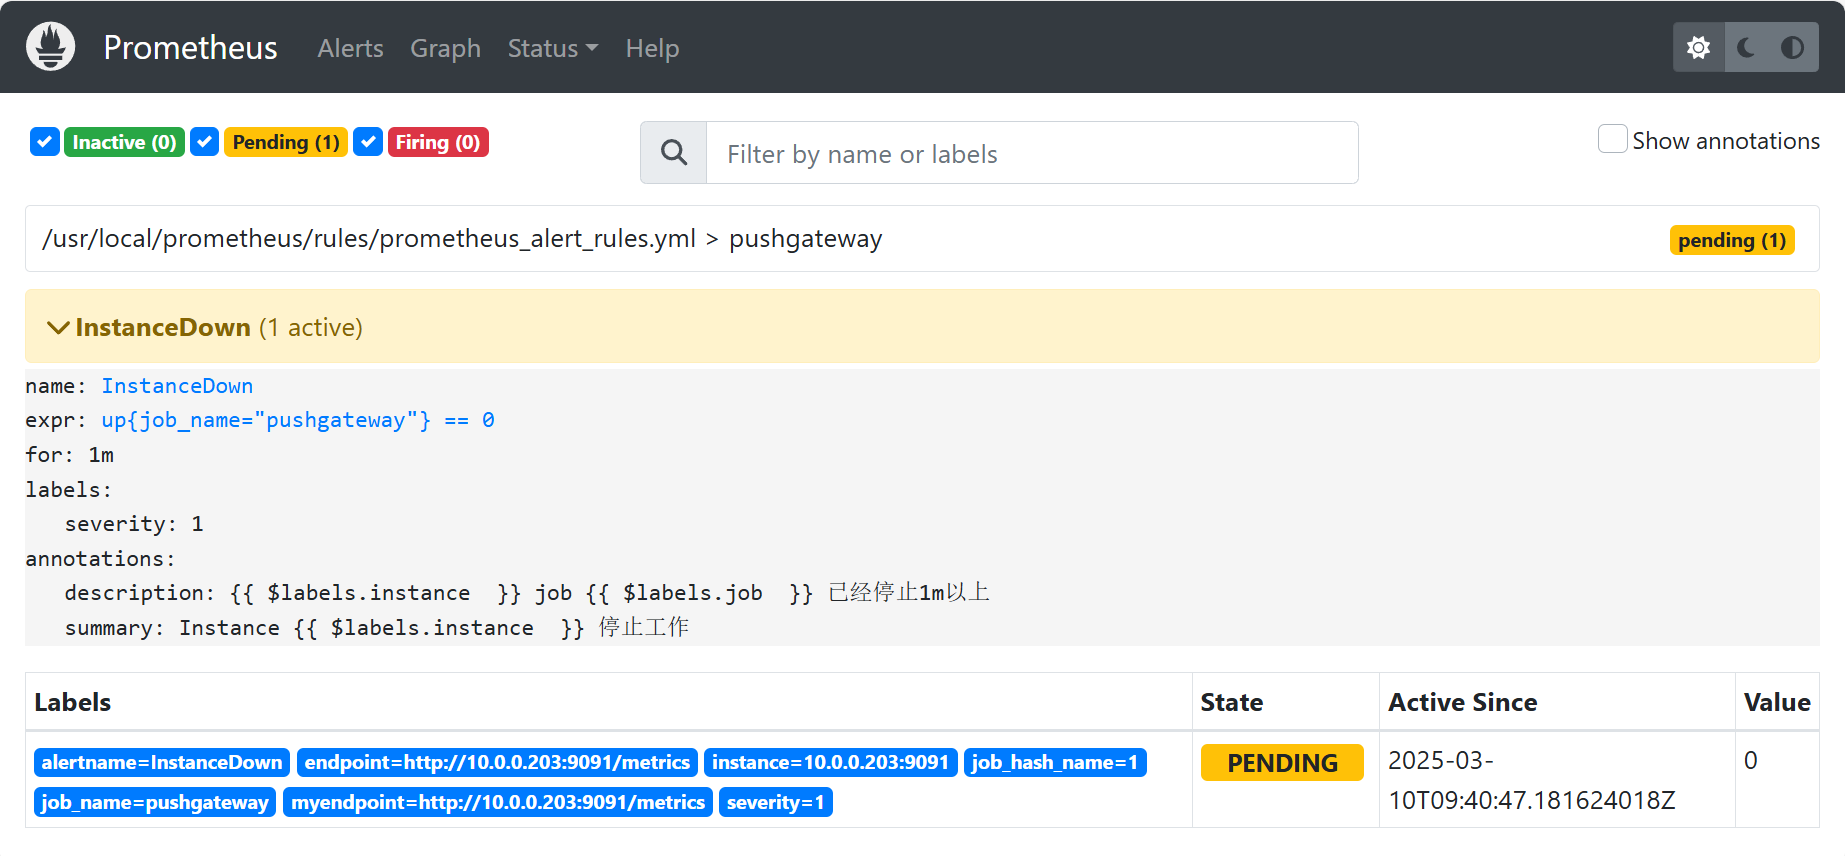 Prometheus Alerts Graph Status Help
Inactive (0) Pending (1) Firing (0) Filter by name or labels Show annotations
/usr/local/prometheus/rules/prometheus_alert_rules.yml > pushgateway pending (1)
InstanceDown (1 active)
name: InstanceDown
expr: up{job_name="pushgateway"} == 0
for: 1m
labels:
severity: 1
annotations:
description: {{ $labels.instance  }} job {{ $labels.job  }} 已经停止1m以上
summary: Instance {{ $labels.instance  }} 停止工作
Labels State Active Since Value
alertname=InstanceDown endpoint=http://10.0.0.203:9091/metrics instance=10.0.0.203:9091 job_hash_name=1 PENDING 2025-03- 0
job_name=pushgateway myendpoint=http://10.0.0.203:9091/metrics severity=1 10T09:40:47.181624018Z